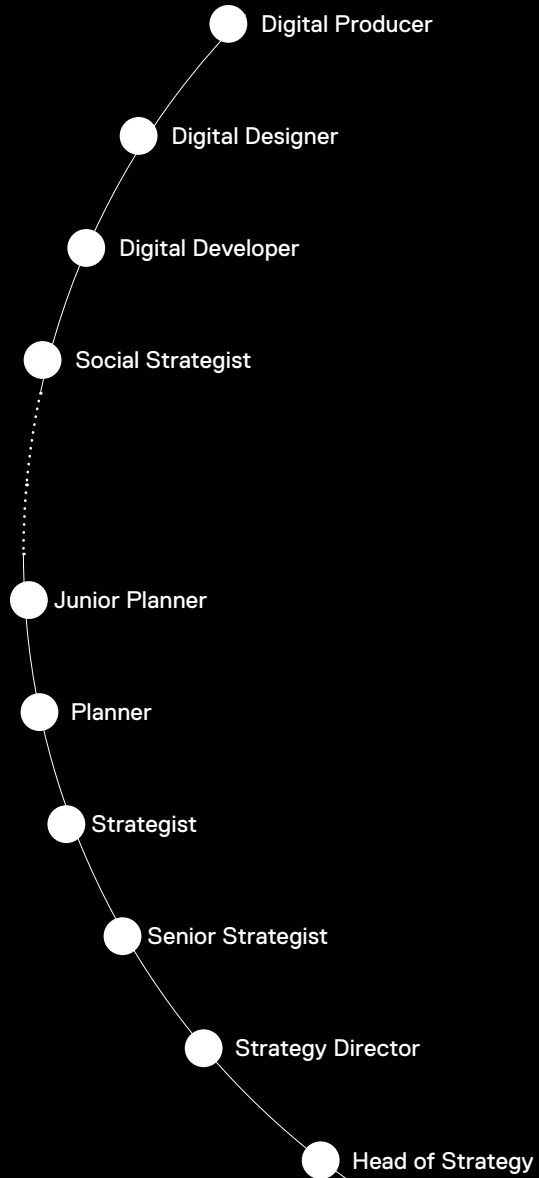 Digital Producer
Digital Designer
Digital Developer
Social Strategist
Junior Planner
Planner
Strategist
Senior Strategist
Strategy Director
Head of Strategy